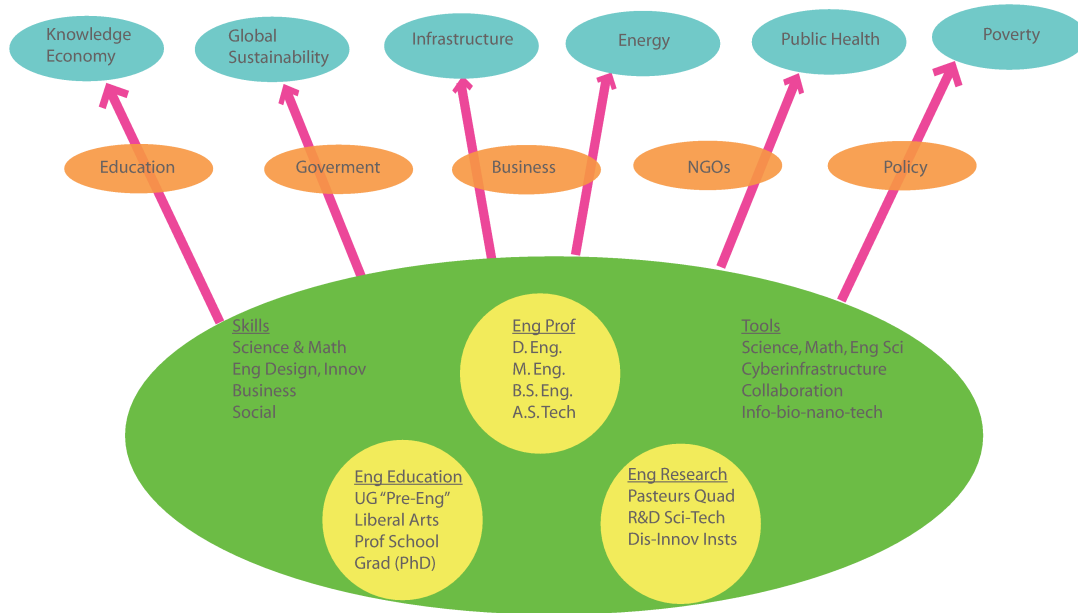 Knowledge
Economy
Global
Sustainability
Infrastructure
Energy
Public Health
Poverty
Education
Goverment
Business
NGOs
Policy
Skills
Science & Math
Eng Design, Innov
Business
Social
Eng Prof
D. Eng.
M. Eng.
B.S. Eng.
A.S. Tech
Tools
Science, Math, Eng Sci
Cyberinfrastructure
Collaboration
Info-bio-nano-tech
Eng Education
UG “Pre-Eng”
Liberal Arts
Prof School
Grad (PhD)
Eng Research
Pasteurs Quad
R&D Sci-Tech
Dis-Innov Insts